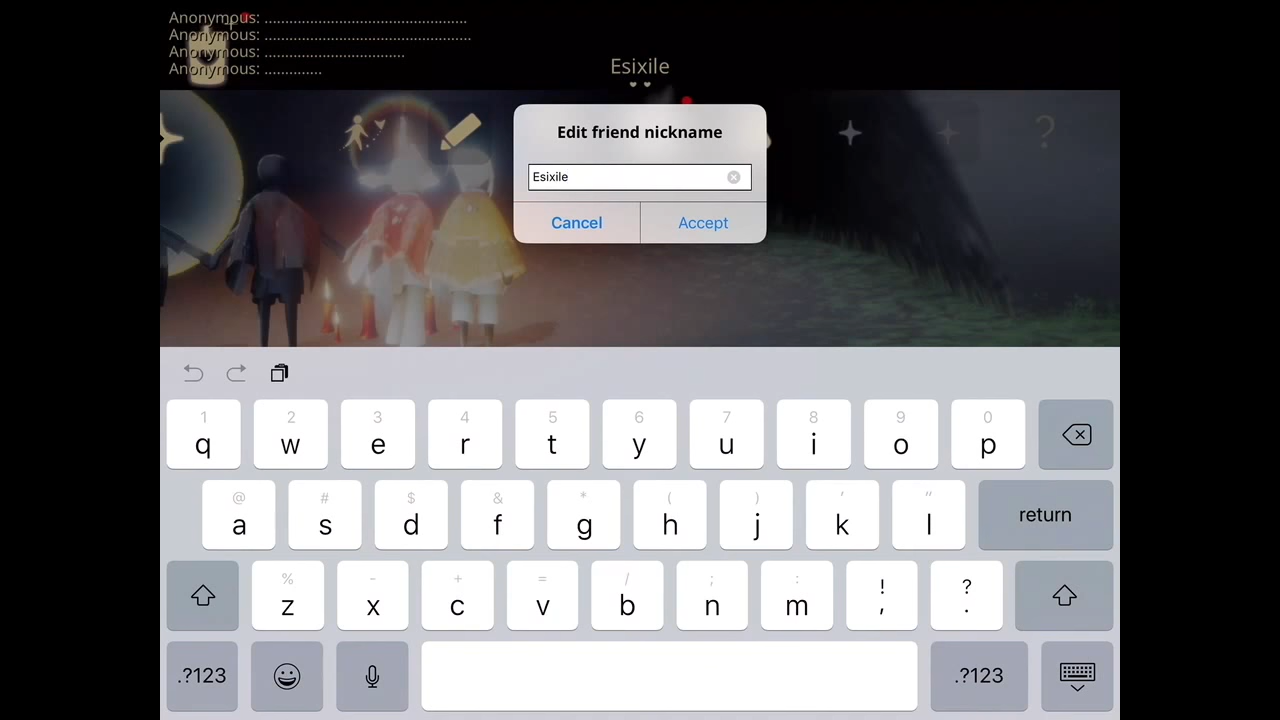 Anonymous: .................................................
Anonymous: ..................................................
Anonymous: ..................................
Anonymous: ..............
Esixile
Edit friend nickname
Esixile
Cancel Accept
?
1 2 3 4 5 6 7 8 9 0
q w e r t y u i o p
@ # $ & * ( ) ' "
a s d f g h j k l return
% - + = / ; : ! ?
z x c v b n m , .
.?123 .?123